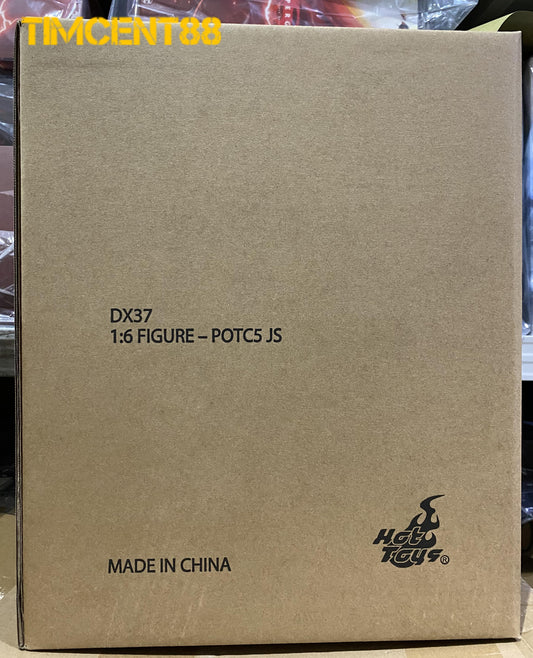 TIMCENT88
DX37
1:6 FIGURE – POTC5 JS
Hot
Toys®
MADE IN CHINA